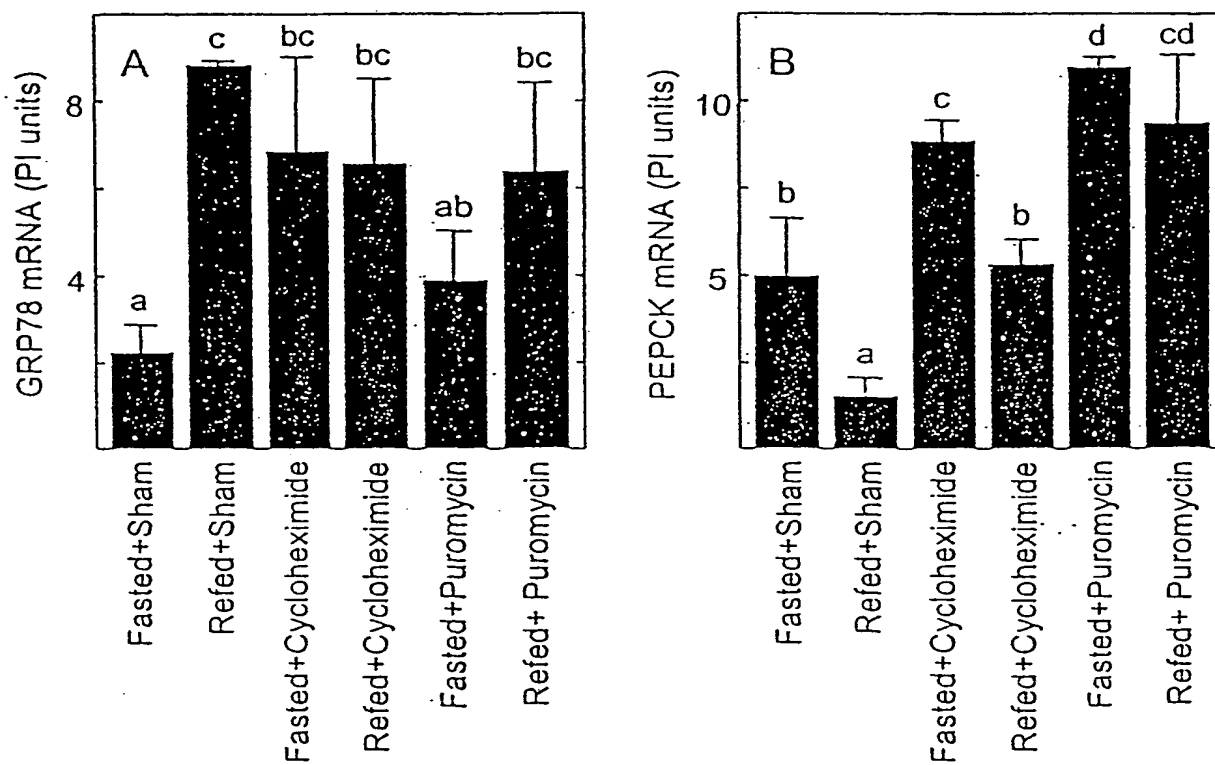 A
GRP78 mRNA (PI units)
8
4
a
c
bc
bc
ab
bc
Fasted+Sham
Refed+Sham
Fasted+Cycloheximide
Refed+Cycloheximide
Fasted+Puromycin
Refed+Puromycin
B
PEPCK mRNA (PI units)
10
5
b
a
c
b
d
cd
Fasted+Sham
Refed+Sham
Fasted+Cycloheximide
Refed+Cycloheximide
Fasted+Puromycin
Refed+ Puromycin